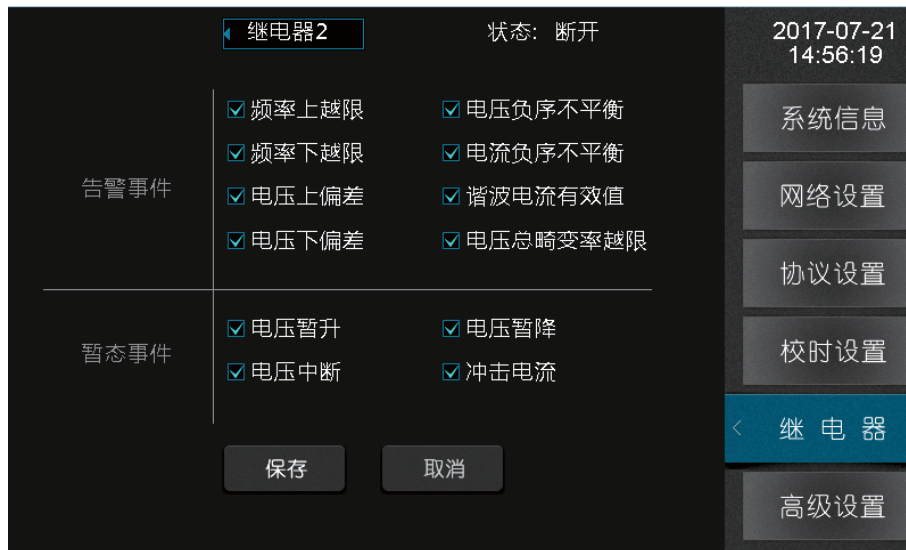 继电器2 状态: 断开
告警事件
频率上越限 电压负序不平衡
频率下越限 电流负序不平衡
电压上偏差 谐波电流有效值
电压下偏差 电压总畸变率越限
暂态事件
电压暂升 电压暂降
电压中断 冲击电流
保存 取消
2017-07-21
14:56:19
系统信息
网络设置
协议设置
校时设置
继电器
高级设置